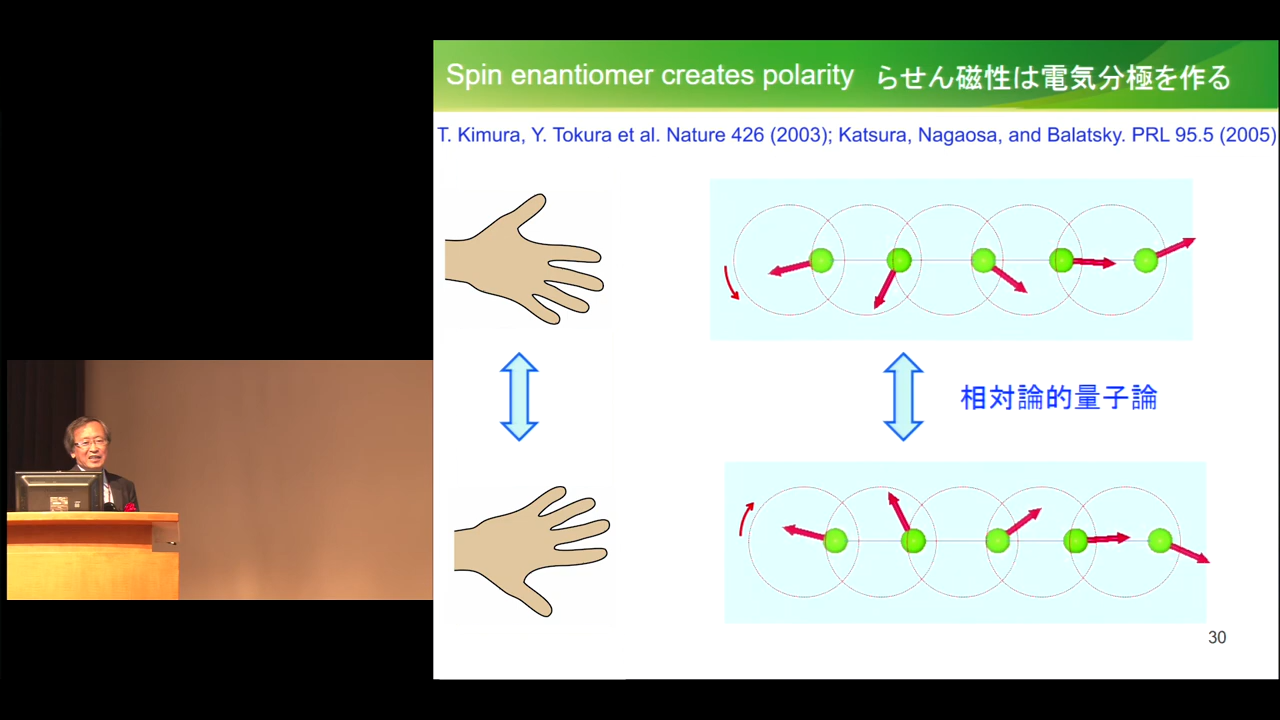 Spin enantiomer creates polarity らせん磁性は電気分極を作る
T. Kimura, Y. Tokura et al. Nature 426 (2003); Katsura, Nagaosa, and Balatsky. PRL 95.5 (2005)
相対論的量子論
30